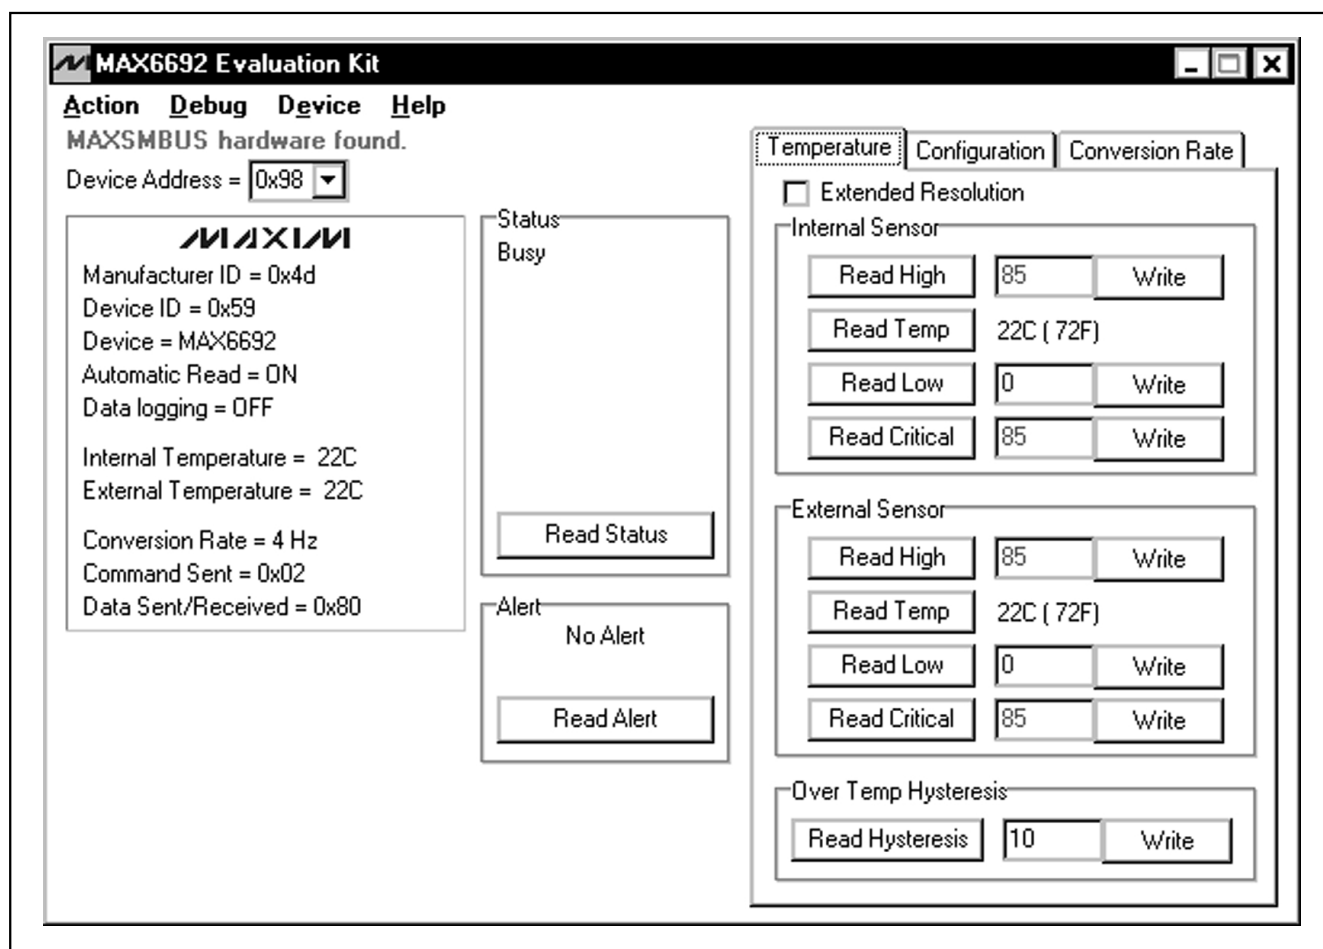 MAX6692 Evaluation Kit
Action Debug Device Help
MAXSMBUS hardware found.
Device Address = 0x98
MAXIM
Manufacturer ID = 0x4d
Device ID = 0x59
Device = MAX6692
Automatic Read = ON
Data logging = OFF
Internal Temperature = 22C
External Temperature = 22C
Conversion Rate = 4 Hz
Command Sent = 0x02
Data Sent/Received = 0x80
Status
Busy
Read Status
Alert
No Alert
Read Alert
Temperature Configuration Conversion Rate
Extended Resolution
Internal Sensor
Read High 85 Write
Read Temp 22C ( 72F)
Read Low 0 Write
Read Critical 85 Write
External Sensor
Read High 85 Write
Read Temp 22C ( 72F)
Read Low 0 Write
Read Critical 85 Write
Over Temp Hysteresis
Read Hysteresis 10 Write